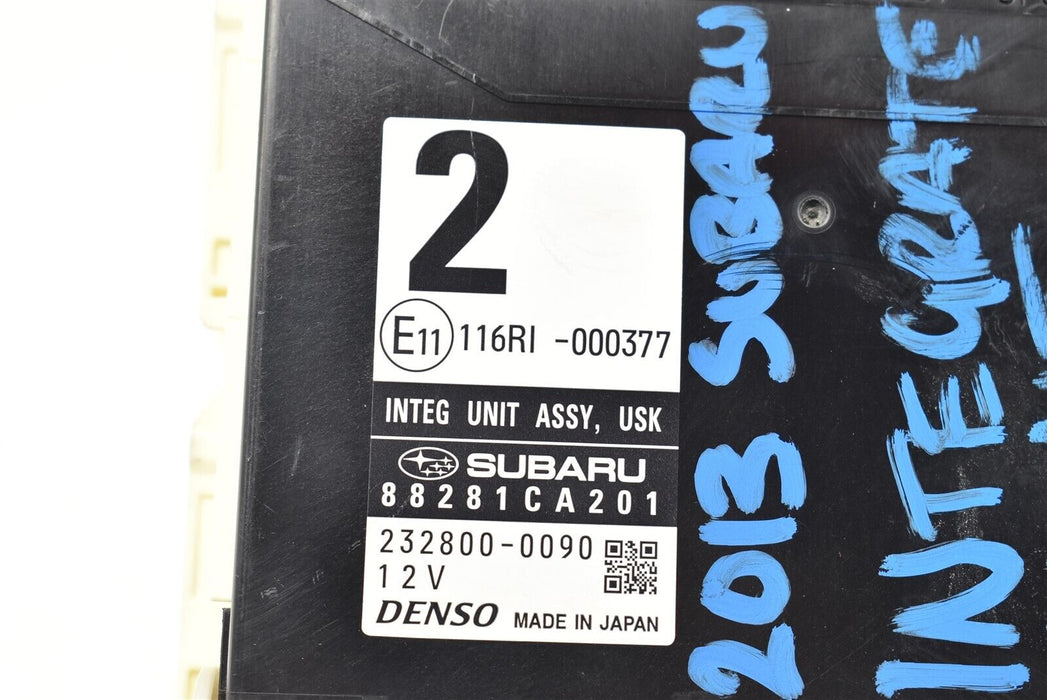 2
E11 116RI -000377
INTEG UNIT ASSY, USK
SUBARU
88281CA201
232800-0090
12V
DENSO MADE IN JAPAN
2013 SUBARU
INTEGRATE